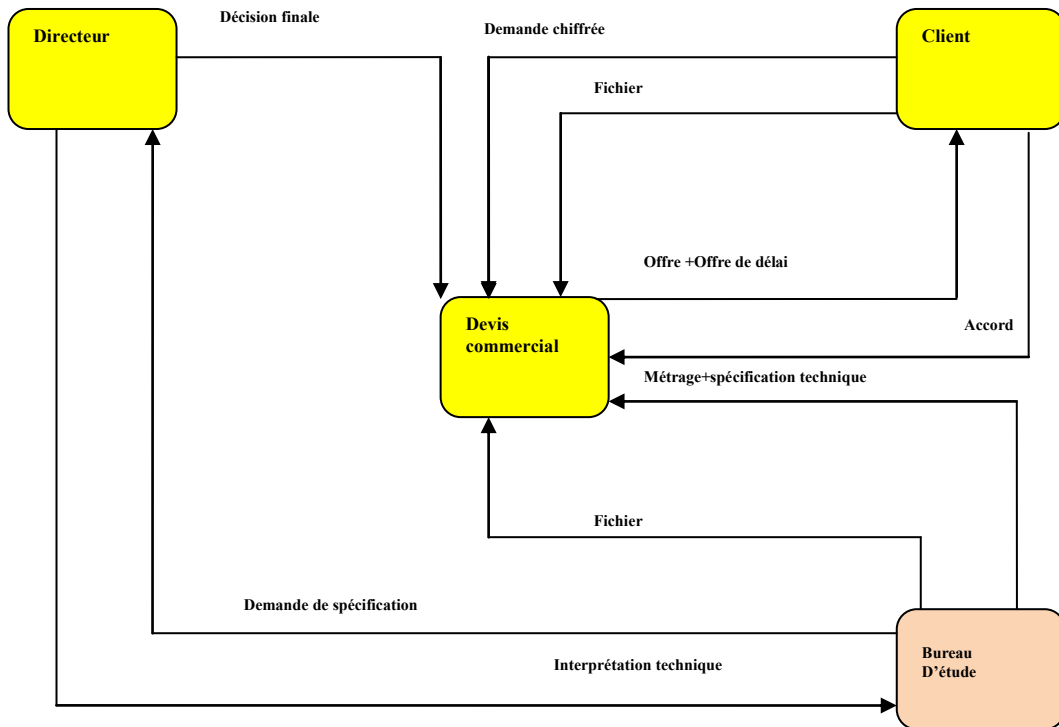 Décision finale
Directeur
Demande chiffrée
Client
Fichier
Offre +Offre de délai
Devis
commercial
Accord
Métrage+spécification technique
Fichier
Demande de spécification
Interprétation technique
Bureau
D'étude